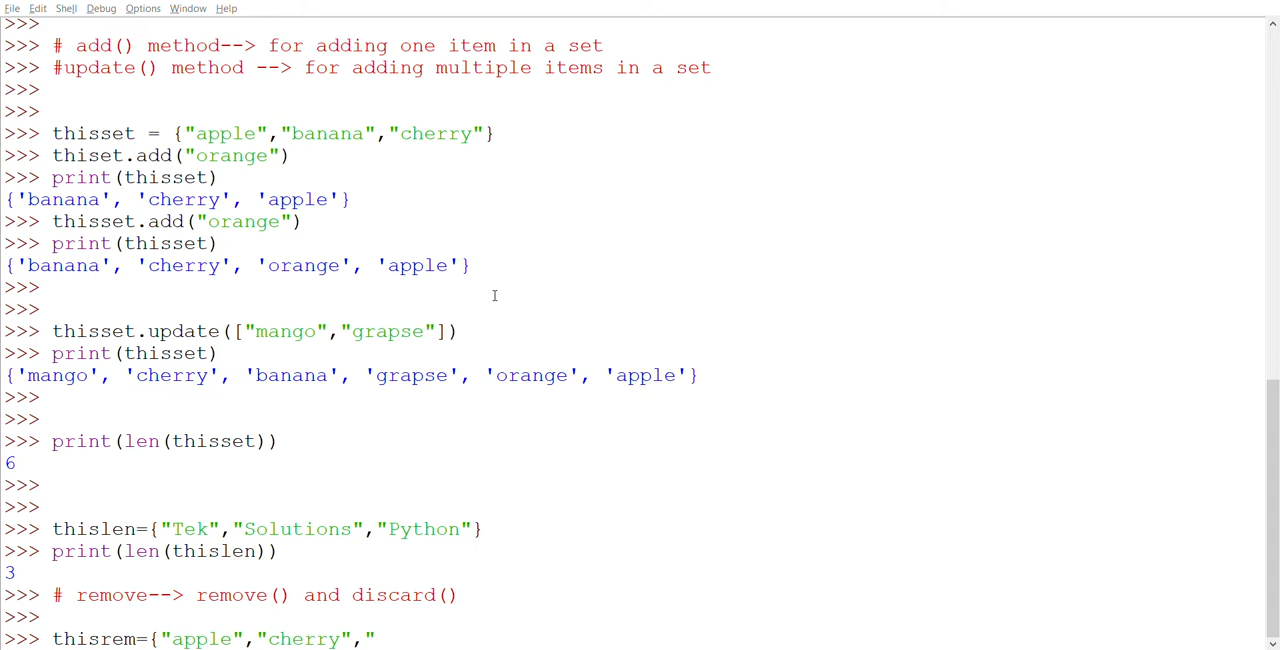 File Edit Shell Debug Options Window Help
>>>
>>> # add() method--> for adding one item in a set
>>> #update() method --> for adding multiple items in a set
>>>
>>>
>>> thisset = {"apple","banana","cherry"}
>>> thiset.add("orange")
>>> print(thisset)
{'banana', 'cherry', 'apple'}
>>> thisset.add("orange")
>>> print(thisset)
{'banana', 'cherry', 'orange', 'apple'}
>>>
>>>
>>> thisset.update(["mango","grapse"])
>>> print(thisset)
{'mango', 'cherry', 'banana', 'grapse', 'orange', 'apple'}
>>>
>>>
>>> print(len(thisset))
6
>>>
>>>
>>> thislen={"Tek","Solutions","Python"}
>>> print(len(thislen))
3
>>> # remove--> remove() and discard()
>>>
>>> thisrem={"apple","cherry","